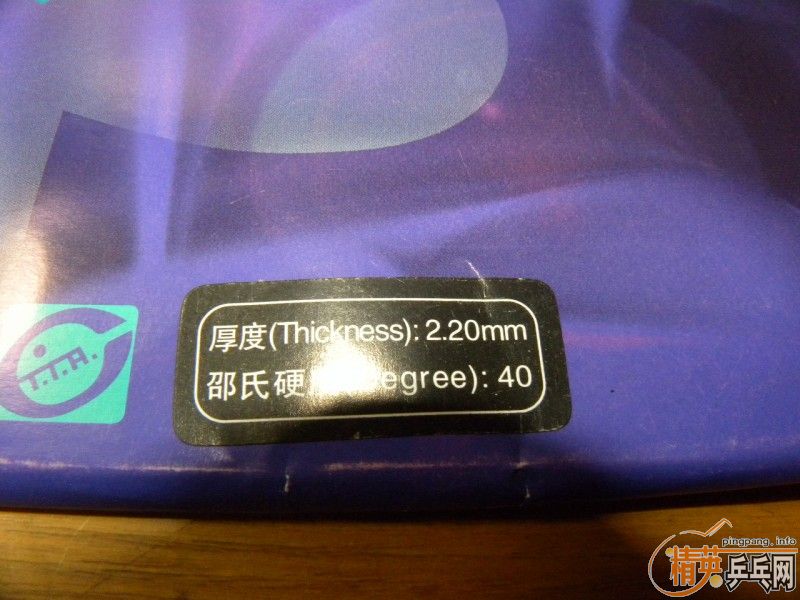 厚度(Thickness): 2.20mm
邵氏硬 egree): 40
T.T.A.
pingpang.info
精英乒乓网